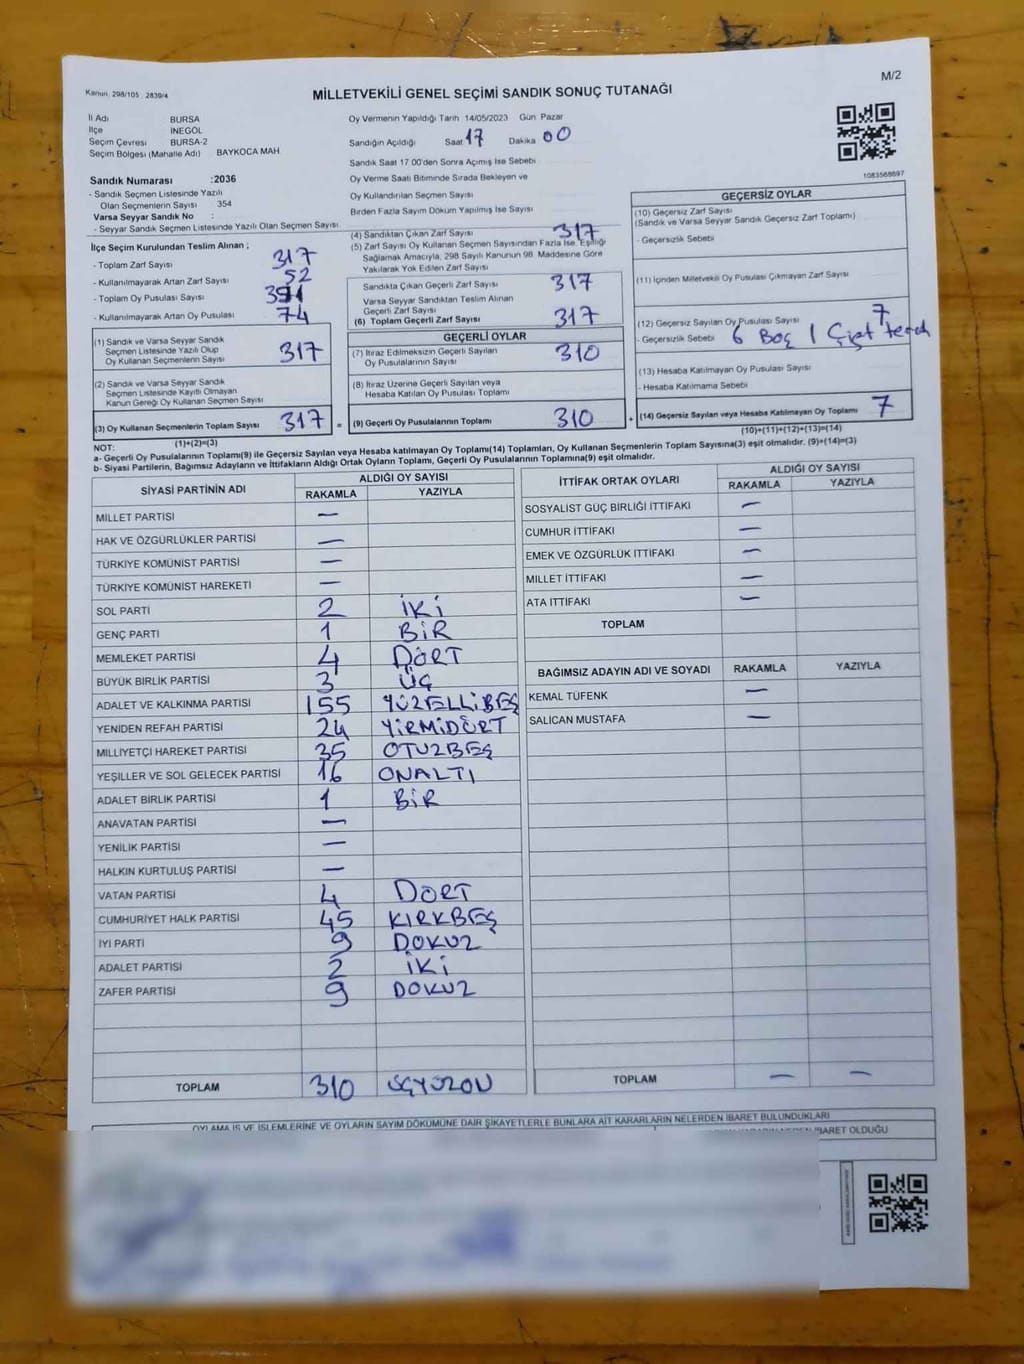 M/2
Kanun: 298/105 , 2839/4
MİLLETVEKİLİ GENEL SEÇİMİ SANDIK SONUÇ TUTANAĞI
İl Adı BURSA
İlçe İNEGÖL
Seçim Çevresi BURSA-2
Seçim Bölgesi (Mahalle Adı) BAYKOCA MAH.
Sandık Numarası :2036
- Sandık Seçmen Listesinde Yazılı
Olan Seçmenlerin Sayısı 354
Varsa Seyyar Sandık No :
- Seyyar Sandık Seçmen Listesinde Yazılı Olan Seçmen Sayısı
İlçe Seçim Kurulundan Teslim Alınan ;
- Toplam Zarf Sayısı 317
- Kullanılmayarak Artan Zarf Sayısı 52
- Toplam Oy Pusulası Sayısı 391
- Kullanılmayarak Artan Oy Pusulası 74
(1) Sandık ve Varsa Seyyar Sandık
Seçmen Listesinde Yazılı Olup
Oy Kullanan Seçmenlerin Sayısı 317
(2) Sandık ve Varsa Seyyar Sandık
Seçmen Listesinde Kayıtlı Olmayan
Kanun Gereği Oy Kullanan Seçmen Sayısı
(3) Oy Kullanan Seçmenlerin Toplam Sayısı 317 =
(1)+(2)=(3)
Oy Vermenin Yapıldığı Tarih 14/05/2023 Gün Pazar
Sandığın Açıldığı Saat 17 Dakika 00
Sandık Saat 17.00'den Sonra Açmış İse Sebebi
Oy Verme Saati Bitiminde Sırada Bekleyen ve
Oy Kullandırılan Seçmen Sayısı
Birden Fazla Sayım Döküm Yapılmış İse Sayısı
(4) Sandıktan Çıkan Zarf Sayısı 317
(5) Zarf Sayısı Oy Kullanan Seçmen Sayısından Fazla İse, Eşitliği
Sağlamak Amacıyla, 298 Sayılı Kanunun 98. Maddesine Göre
Yakılarak Yok Edilen Zarf Sayısı
Sandıkta Çıkan Geçerli Zarf Sayısı 317
Varsa Seyyar Sandıktan Teslim Alınan
Geçerli Zarf Sayısı
(6) Toplam Geçerli Zarf Sayısı 317
GEÇERLİ OYLAR
(7) İtiraz Edilmeksizin Geçerli Sayılan
Oy Pusulalarının Sayısı 310
(8) İtiraz Üzerine Geçerli Sayılan veya
Hesaba Katılan Oy Pusulası Toplamı
(9) Geçerli Oy Pusulalarının Toplamı 310 +
1083568697
GEÇERSİZ OYLAR
(10) Geçersiz Zarf Sayısı
(Sandık ve Varsa Seyyar Sandık Geçersiz Zarf Toplamı)
- Geçersizlik Sebebi
(11) İçinden Milletvekili Oy Pusulası Çıkmayan Zarf Sayısı
(12) Geçersiz Sayılan Oy Pusulası Sayısı 7
- Geçersizlik Sebebi 6 Boş 1 Çift tercih
(13) Hesaba Katılmayan Oy Pusulası Sayısı
- Hesaba Katılmama Sebebi
(14) Geçersiz Sayılan veya Hesaba Katılmayan Oy Toplamı 7
(10)+(11)+(12)+(13)=(14)
NOT:
a- Geçerli Oy Pusulalarının Toplamı(9) ile Geçersiz Sayılan veya Hesaba Katılmayan Oy Toplamı(14) Toplamları, Oy Kullanan Seçmenlerin Toplam Sayısına(3) eşit olmalıdır. (9)+(14)=(3)
b- Siyasi Partilerin, Bağımsız Adayların ve İttifakların Aldığı Ortak Oyların Toplamı, Geçerli Oy Pusulalarının Toplamına(9) eşit olmalıdır.
SİYASİ PARTİNİN ADI ALDIĞI OY SAYISI
RAKAMLA YAZIYLA
MİLLET PARTİSİ —
HAK VE ÖZGÜRLÜKLER PARTİSİ —
TÜRKİYE KOMÜNİST PARTİSİ —
TÜRKİYE KOMÜNİST HAREKETİ —
SOL PARTİ 2 İKİ
GENÇ PARTİ 1 BİR
MEMLEKET PARTİSİ 4 DÖRT
BÜYÜK BİRLİK PARTİSİ 3 ÜÇ
ADALET VE KALKINMA PARTİSİ 155 YÜZELLİBEŞ
YENİDEN REFAH PARTİSİ 24 YİRMİDÖRT
MİLLİYETÇİ HAREKET PARTİSİ 35 OTUZBEŞ
YEŞİLLER VE SOL GELECEK PARTİSİ 16 ONALTI
ADALET BİRLİK PARTİSİ 1 BİR
ANAVATAN PARTİSİ —
YENİLİK PARTİSİ —
HALKIN KURTULUŞ PARTİSİ —
VATAN PARTİSİ 4 DÖRT
CUMHURİYET HALK PARTİSİ 45 KIRKBEŞ
İYİ PARTİ 9 DOKUZ
ADALET PARTİSİ 2 İKİ
ZAFER PARTİSİ 9 DOKUZ
TOPLAM 310 ÜÇYÜZON
İTTİFAK ORTAK OYLARI ALDIĞI OY SAYISI
RAKAMLA YAZIYLA
SOSYALİST GÜÇ BİRLİĞİ İTTİFAKI —
CUMHUR İTTİFAKI —
EMEK VE ÖZGÜRLÜK İTTİFAKI —
MİLLET İTTİFAKI —
ATA İTTİFAKI —
TOPLAM
BAĞIMSIZ ADAYIN ADI VE SOYADI RAKAMLA YAZIYLA
KEMAL TÜFENK —
SALİCAN MUSTAFA —
TOPLAM — —
OYLAMA İŞ VE İŞLEMLERİNE VE OYLARIN SAYIM DÖKÜMÜNE DAİR ŞİKAYETLERLE BUNLARA AİT KARARLARIN NELERDEN İBARET BULUNDUKLARI
İBARET OLDUĞU